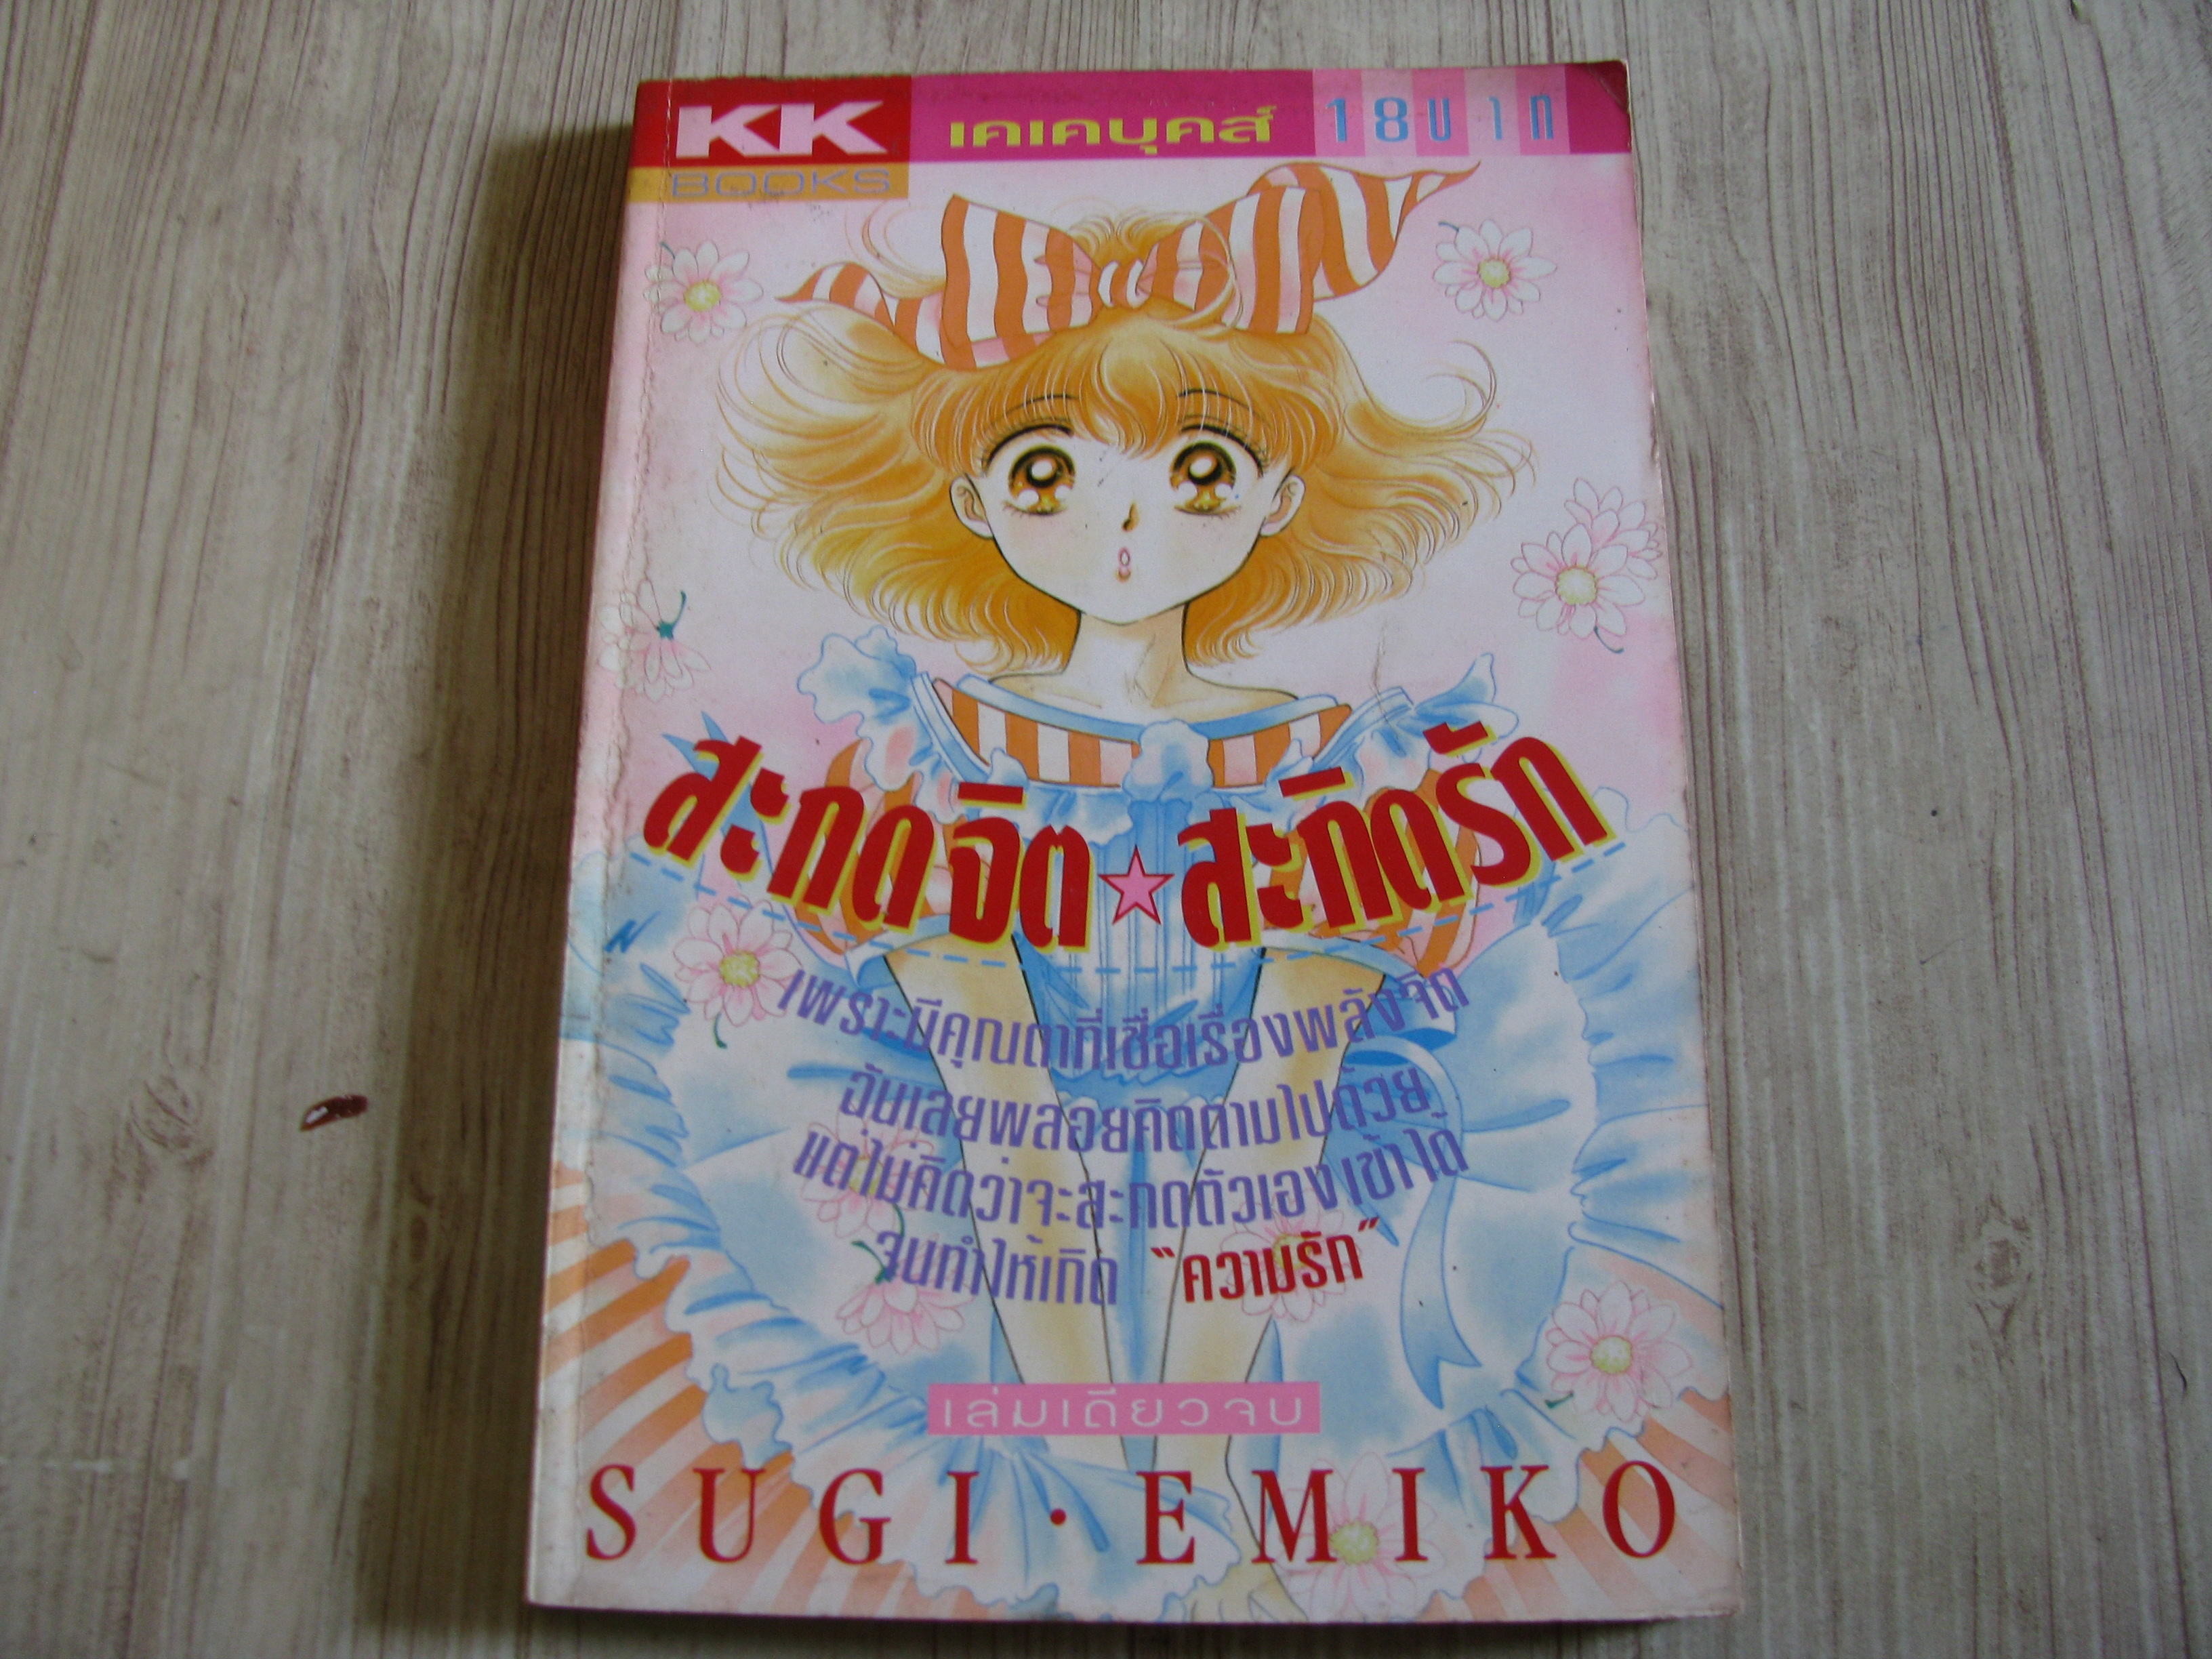 KK
BOOKS
เคเคบุคส์
18บาท
สะกดจิต☆สะกิดรัก
เพราะมีคุณตาที่เชื่อเรื่องพลังจิต
ฉันเลยพลอยคิดตามไปด้วย
แต่ไม่คิดว่าจะสะกดตัวเองเข้าได้
จนทำให้เกิด “ความรัก”
เล่มเดียวจบ
SUGI·EMIKO